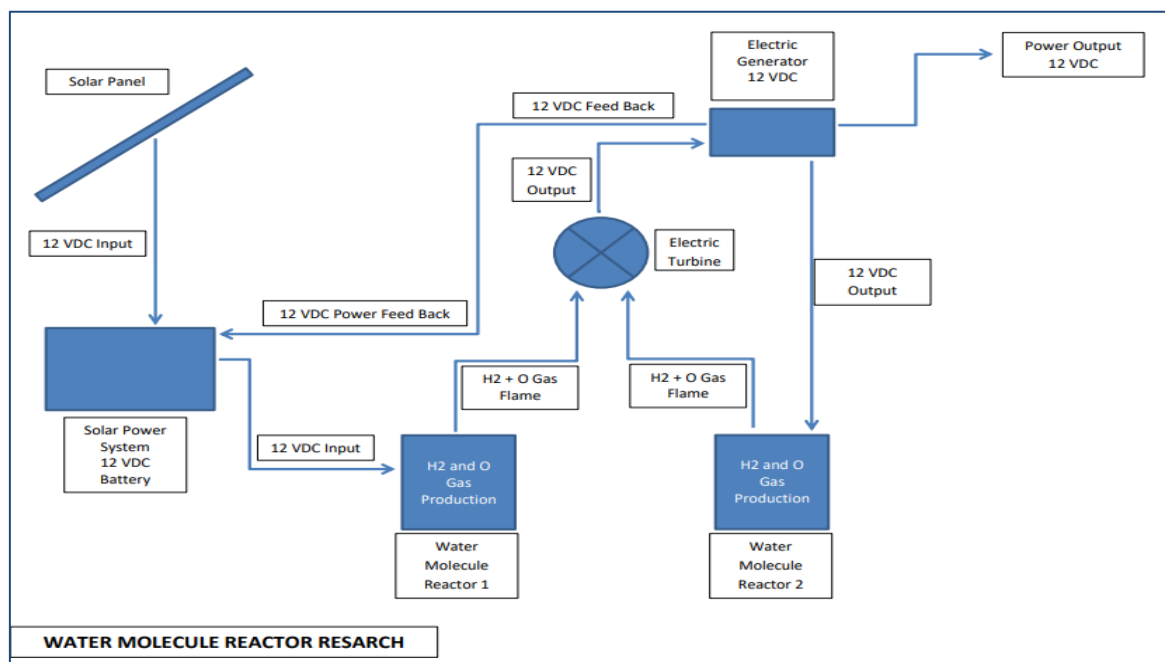 Solar Panel
Electric
Generator
12 VDC
Power Output
12 VDC
12 VDC Feed Back
12 VDC
Output
12 VDC Input
Electric
Turbine
12 VDC
Output
12 VDC Power Feed Back
H2 + O Gas
Flame
H2 + O Gas
Flame
Solar Power
System
12 VDC
Battery
12 VDC Input
H2 and O
Gas
Production
H2 and O
Gas
Production
Water
Molecule
Reactor 1
Water
Molecule
Reactor 2
WATER MOLECULE REACTOR RESARCH